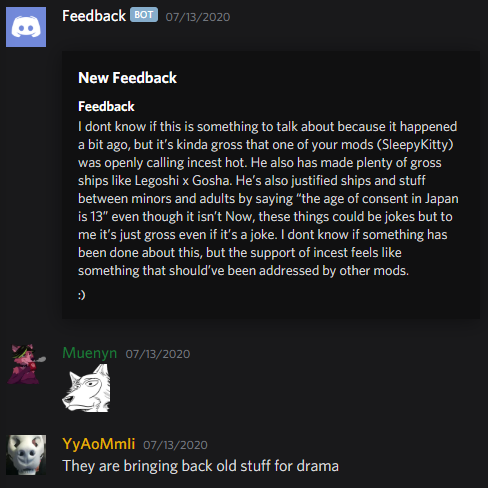 Feedback BOT 07/13/2020
New Feedback
Feedback
I dont know if this is something to talk about because it happened
a bit ago, but it's kinda gross that one of your mods (SleepyKitty)
was openly calling incest hot. He also has made plenty of gross
ships like Legoshi x Gosha. He's also justified ships and stuff
between minors and adults by saying “the age of consent in Japan
is 13” even though it isn't Now, these things could be jokes but to
me it's just gross even if it's a joke. I dont know if something has
been done about this, but the support of incest feels like
something that should've been addressed by other mods.
:)
Muenyn 07/13/2020
YyAoMmIi 07/13/2020
They are bringing back old stuff for drama